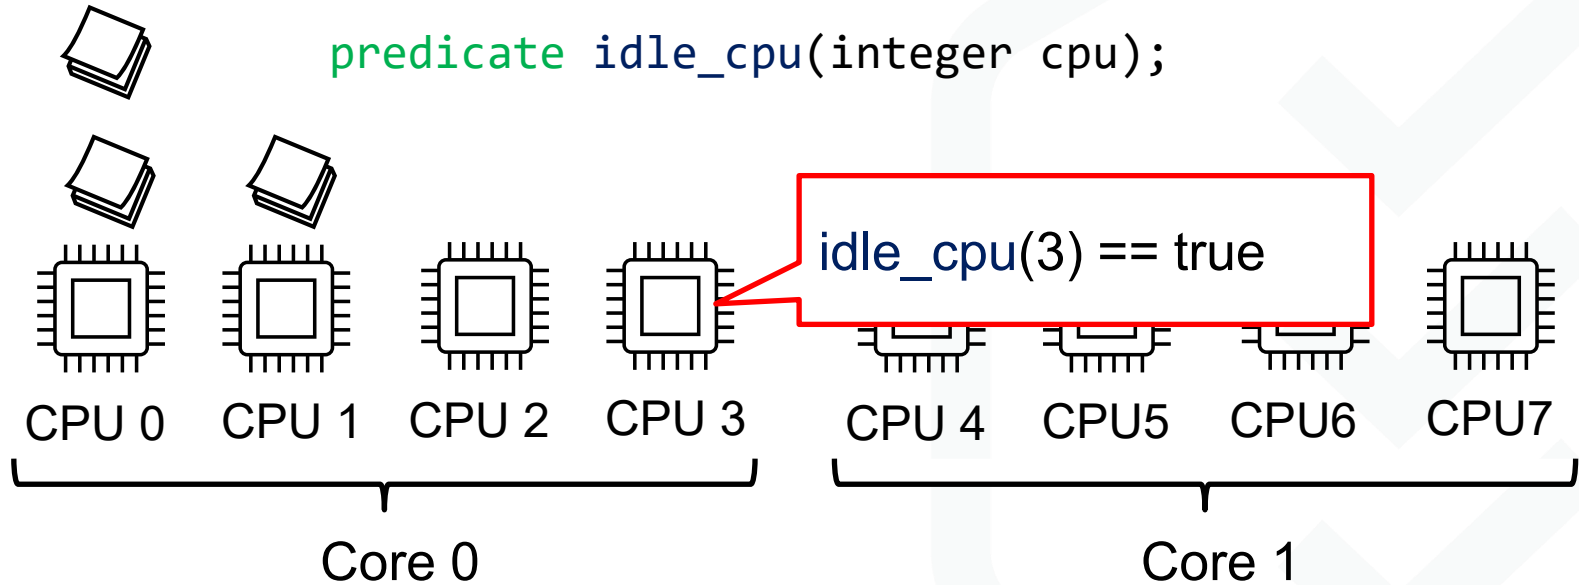 predicate idle_cpu(integer cpu);
idle_cpu(3) == true
CPU 0 CPU 1 CPU 2 CPU 3 CPU 4 CPU5 CPU6 CPU7
Core 0 Core 1